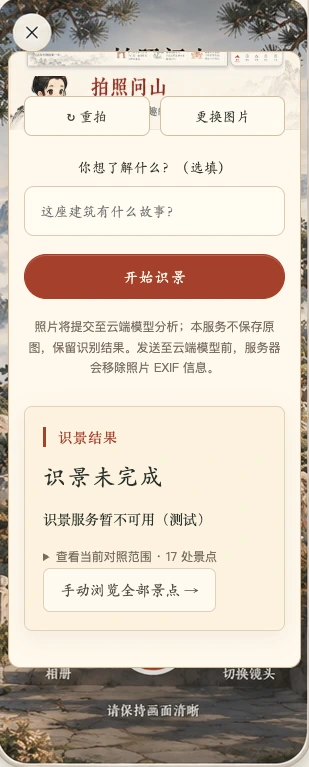 拍照问山
↻ 重拍
更换图片
你想了解什么？（选填）
这座建筑有什么故事？
开始识景
照片将提交至云端模型分析；本服务不保存原
图，保留识别结果。发送至云端模型前，服务器
会移除照片 EXIF 信息。
识景结果
识景未完成
识景服务暂不可用（测试）
▶ 查看当前对照范围 · 17 处景点
手动浏览全部景点 →
相册
切换镜头
请保持画面清晰